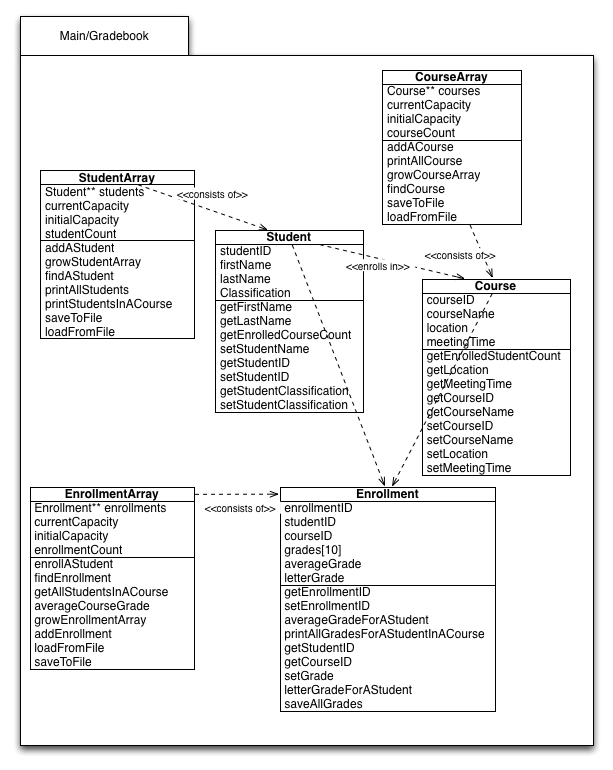 Main/Gradebook
CourseArray
Course** courses
currentCapacity
initialCapacity
courseCount
addACourse
printAllCourse
growCourseArray
findCourse
saveToFile
loadFromFile
StudentArray
Student** students
currentCapacity
initialCapacity
studentCount
addAStudent
growStudentArray
findAStudent
printAllStudents
printStudentsInACourse
saveToFile
loadFromFile
<<consists of>>
Student
studentID
firstName
lastName
Classification
getFirstName
getLastName
getEnrolledCourseCount
setStudentName
getStudentID
setStudentID
getStudentClassification
setStudentClassification
<<enrolls in>>
<<consists of>>
Course
courseID
courseName
location
meetingTime
getEnrolledStudentCount
getLocation
getMeetingTime
getCourseID
getCourseName
setCourseID
setCourseName
setLocation
setMeetingTime
EnrollmentArray
Enrollment** enrollments
currentCapacity
initialCapacity
enrollmentCount
enrollAStudent
findEnrollment
getAllStudentsInACourse
averageCourseGrade
growEnrollmentArray
addEnrollment
loadFromFile
saveToFile
<<consists of>>
Enrollment
enrollmentID
studentID
courseID
grades[10]
averageGrade
letterGrade
getEnrollmentID
setEnrollmentID
averageGradeForAStudent
printAllGradesForAStudentInACourse
getStudentID
getCourseID
setGrade
letterGradeForAStudent
saveAllGrades